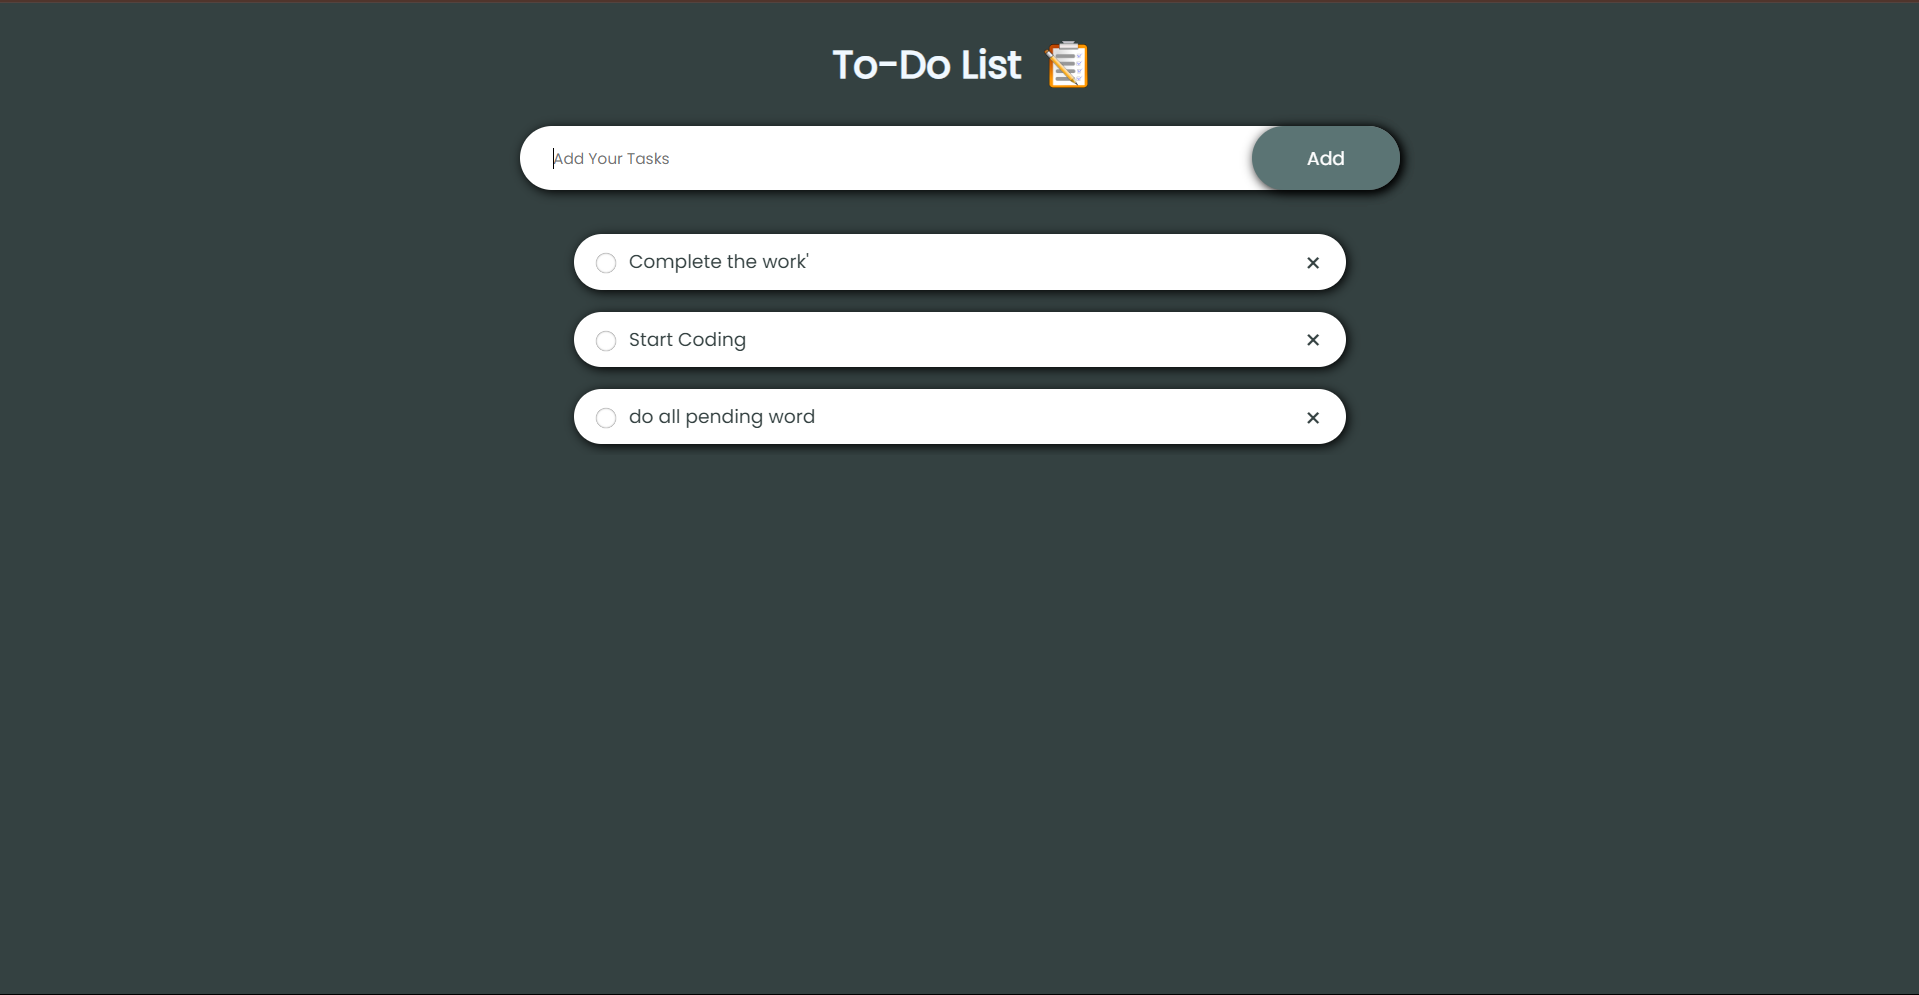 To-Do List
Add Your Tasks
Add
Complete the work'
Start Coding
do all pending word